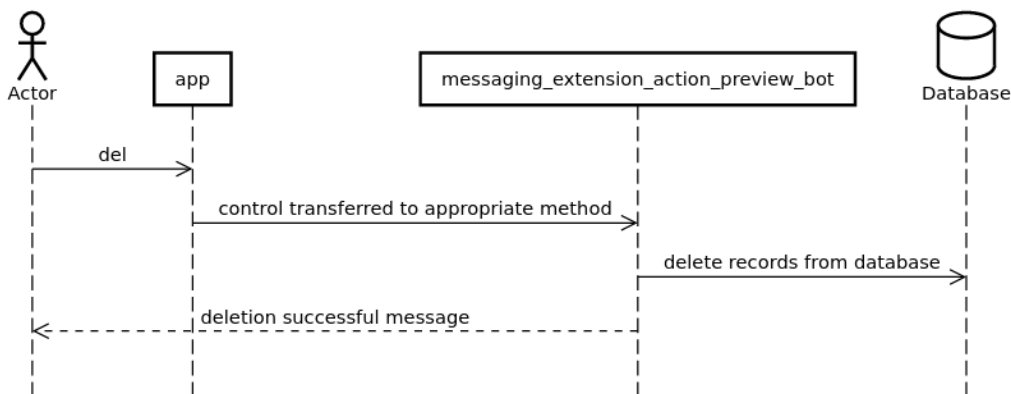 Actor
app
messaging_extension_action_preview_bot
Database
del
control transferred to appropriate method
delete records from database
deletion successful message